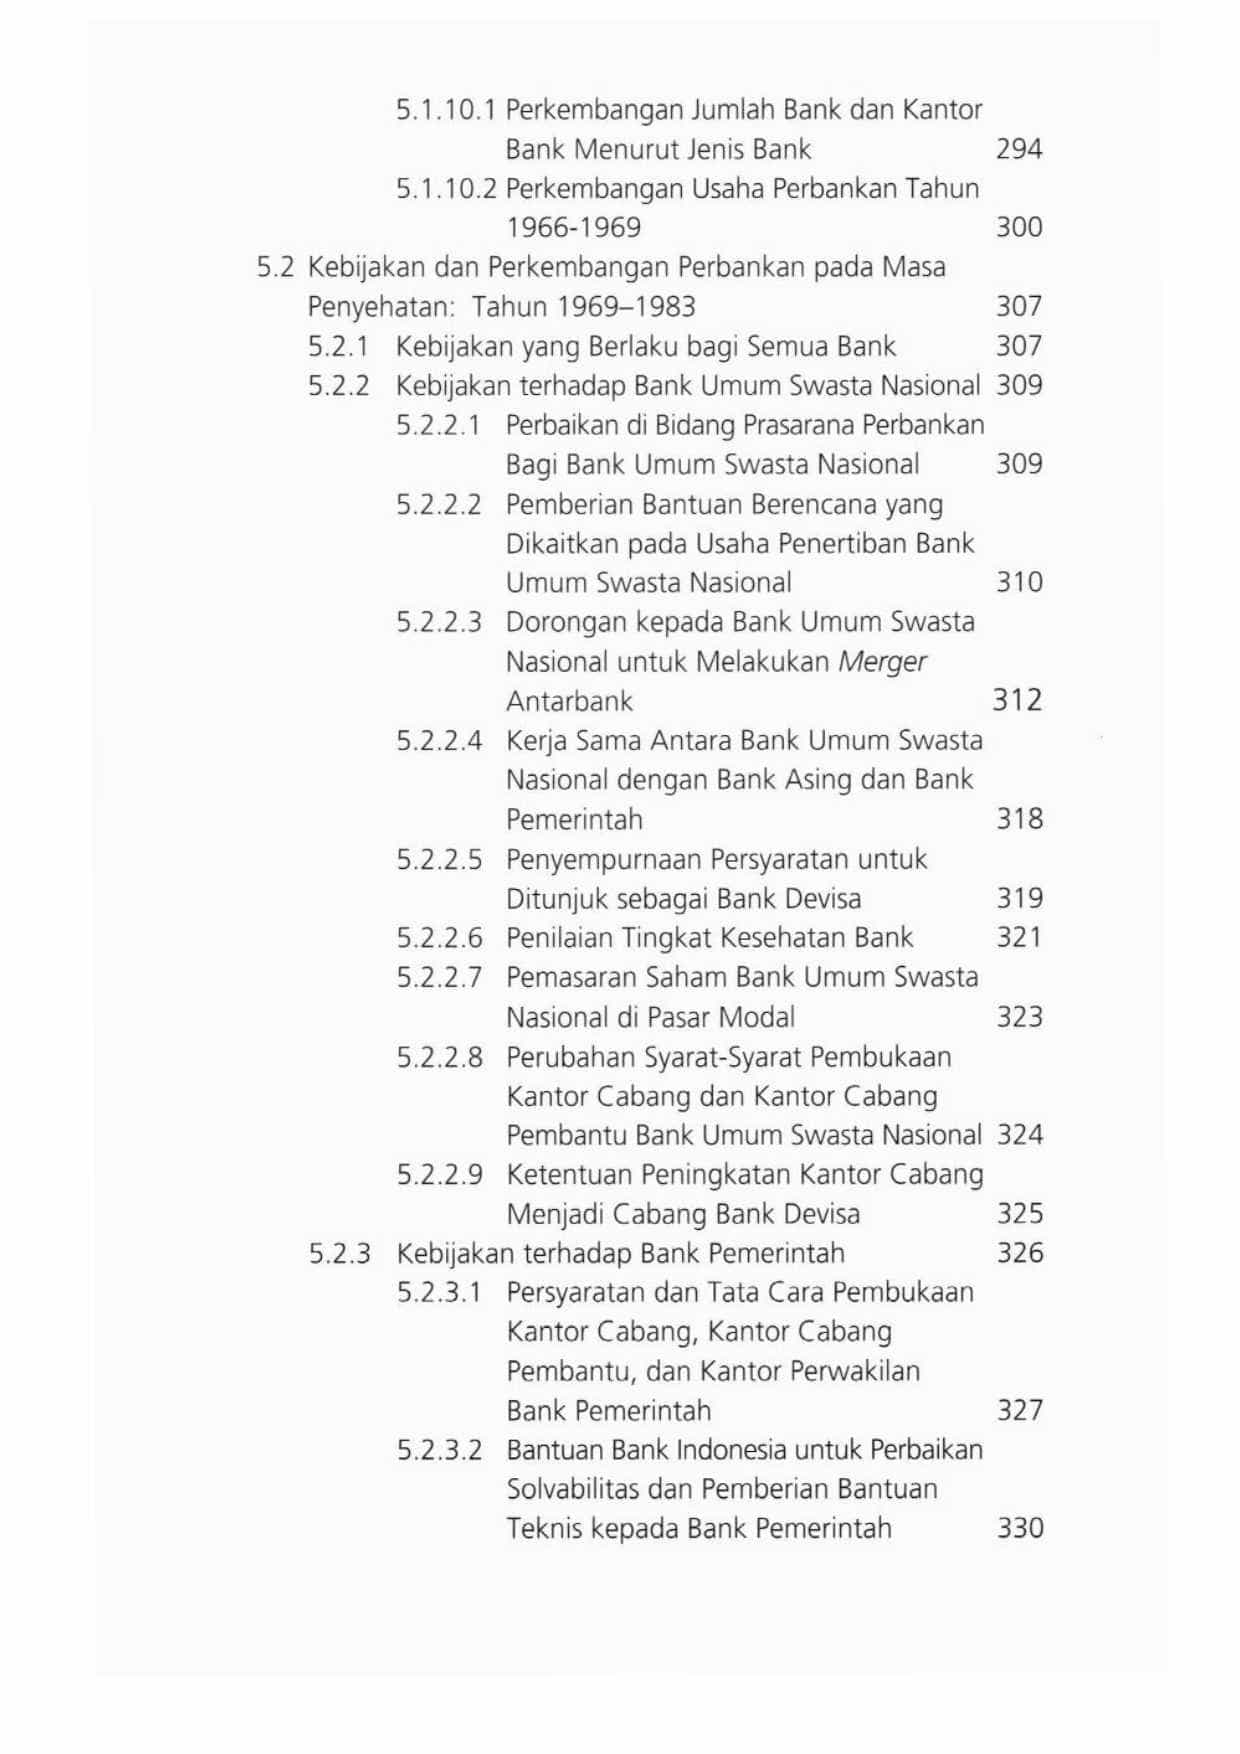 5.1.10.1 Perkembangan Jumlah Bank dan Kantor
Bank Menurut Jenis Bank 294
5.1.10.2 Perkembangan Usaha Perbankan Tahun
1966-1969 300
5.2 Kebijakan dan Perkembangan Perbankan pada Masa
Penyehatan: Tahun 1969–1983 307
5.2.1 Kebijakan yang Berlaku bagi Semua Bank 307
5.2.2 Kebijakan terhadap Bank Umum Swasta Nasional 309
5.2.2.1 Perbaikan di Bidang Prasarana Perbankan
Bagi Bank Umum Swasta Nasional 309
5.2.2.2 Pemberian Bantuan Berencana yang
Dikaitkan pada Usaha Penertiban Bank
Umum Swasta Nasional 310
5.2.2.3 Dorongan kepada Bank Umum Swasta
Nasional untuk Melakukan Merger
Antarbank 312
5.2.2.4 Kerja Sama Antara Bank Umum Swasta
Nasional dengan Bank Asing dan Bank
Pemerintah 318
5.2.2.5 Penyempurnaan Persyaratan untuk
Ditunjuk sebagai Bank Devisa 319
5.2.2.6 Penilaian Tingkat Kesehatan Bank 321
5.2.2.7 Pemasaran Saham Bank Umum Swasta
Nasional di Pasar Modal 323
5.2.2.8 Perubahan Syarat-Syarat Pembukaan
Kantor Cabang dan Kantor Cabang
Pembantu Bank Umum Swasta Nasional 324
5.2.2.9 Ketentuan Peningkatan Kantor Cabang
Menjadi Cabang Bank Devisa 325
5.2.3 Kebijakan terhadap Bank Pemerintah 326
5.2.3.1 Persyaratan dan Tata Cara Pembukaan
Kantor Cabang, Kantor Cabang
Pembantu, dan Kantor Perwakilan
Bank Pemerintah 327
5.2.3.2 Bantuan Bank Indonesia untuk Perbaikan
Solvabilitas dan Pemberian Bantuan
Teknis kepada Bank Pemerintah 330